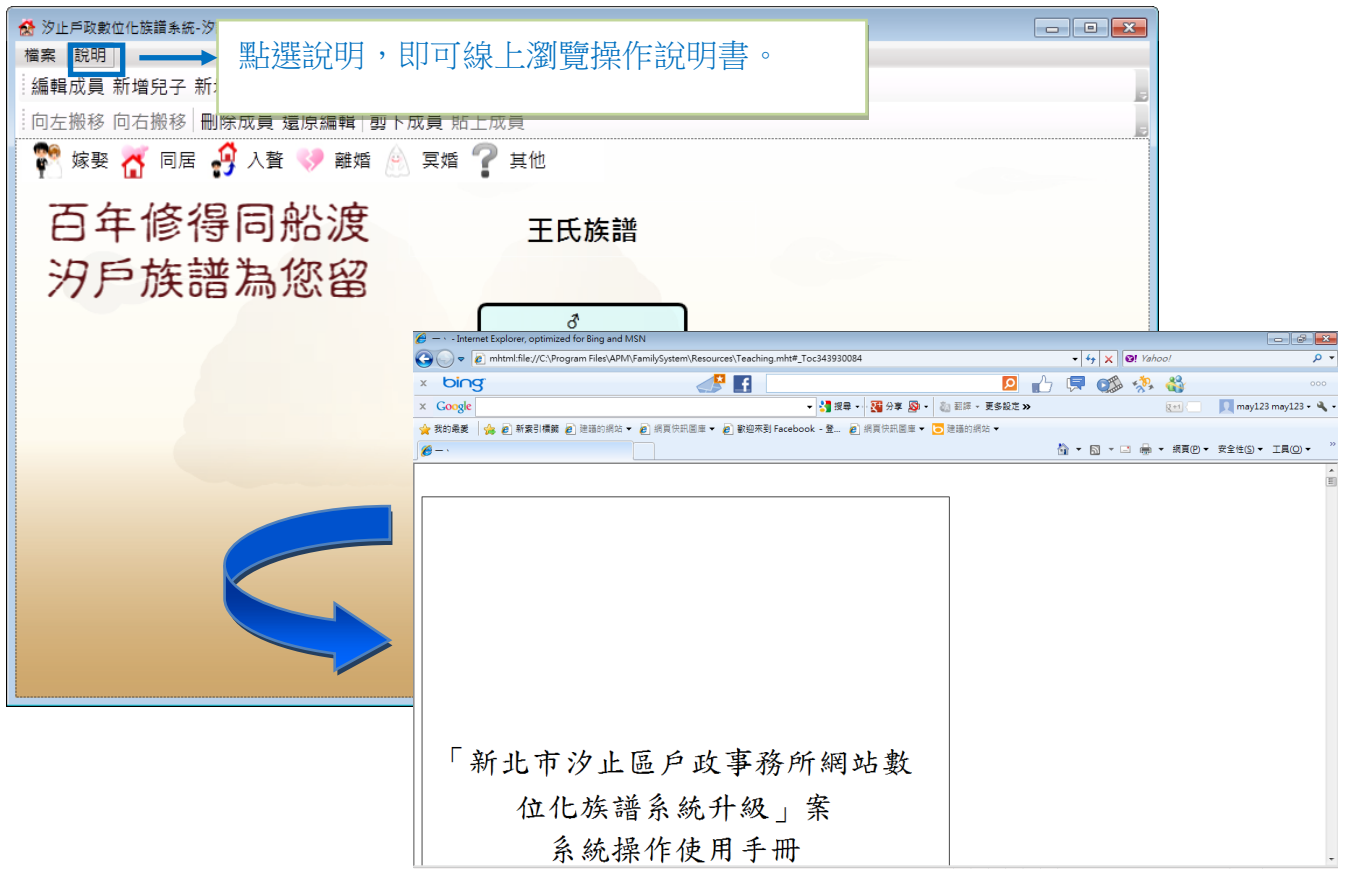 汐止戶政數位化族譜系統-汐
點選說明，即可線上瀏覽操作說明書。
檔案 說明
編輯成員 新增兒子
向左搬移 向右搬移 刪除成員 還原編輯 剪下成員 貼上成員
嫁娶 同居 入贅 離婚 冥婚 其他
百年修得同船渡
汐戶族譜為您留
王氏族譜
一、 - Internet Explorer, optimized for Bing and MSN
mhtml:file://C:\Program Files\APM\FamilySystem\Resources\Teaching.mht#_Toc343930084
Yahoo!
x bing
x Google 搜尋 分享 翻譯 更多設定 » may123 may123
我的最愛 新索引標籤 建議的網站 網頁快訊圖庫 歡迎來到 Facebook - 登... 網頁快訊圖庫 建議的網站
一、 網頁(P) 安全性(S) 工具(O) »
「新北市汐止區戶政事務所網站數
位化族譜系統升級」案
系統操作使用手冊